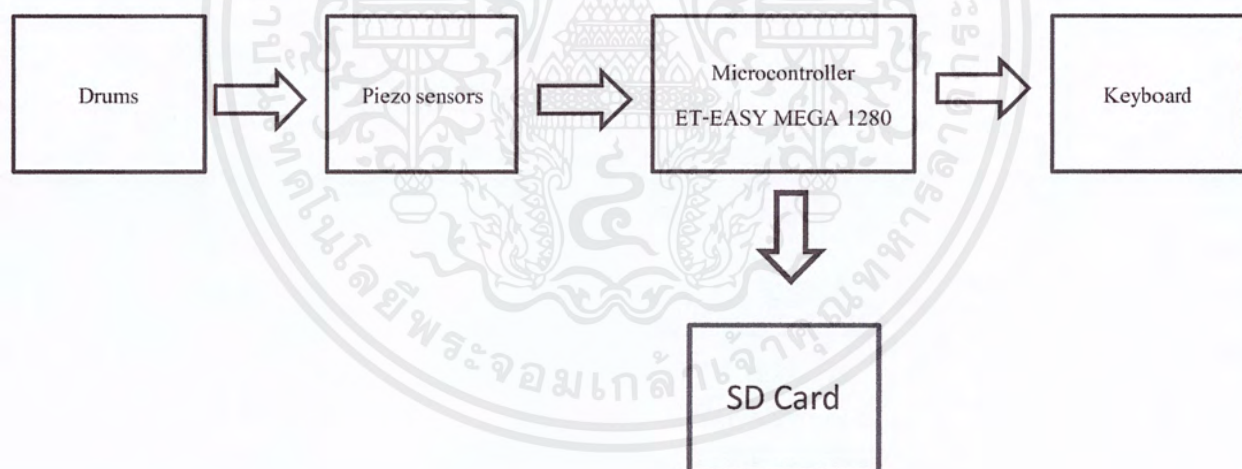 Drums
Piezo sensors
Microcontroller
ET-EASY MEGA 1280
Keyboard
SD Card